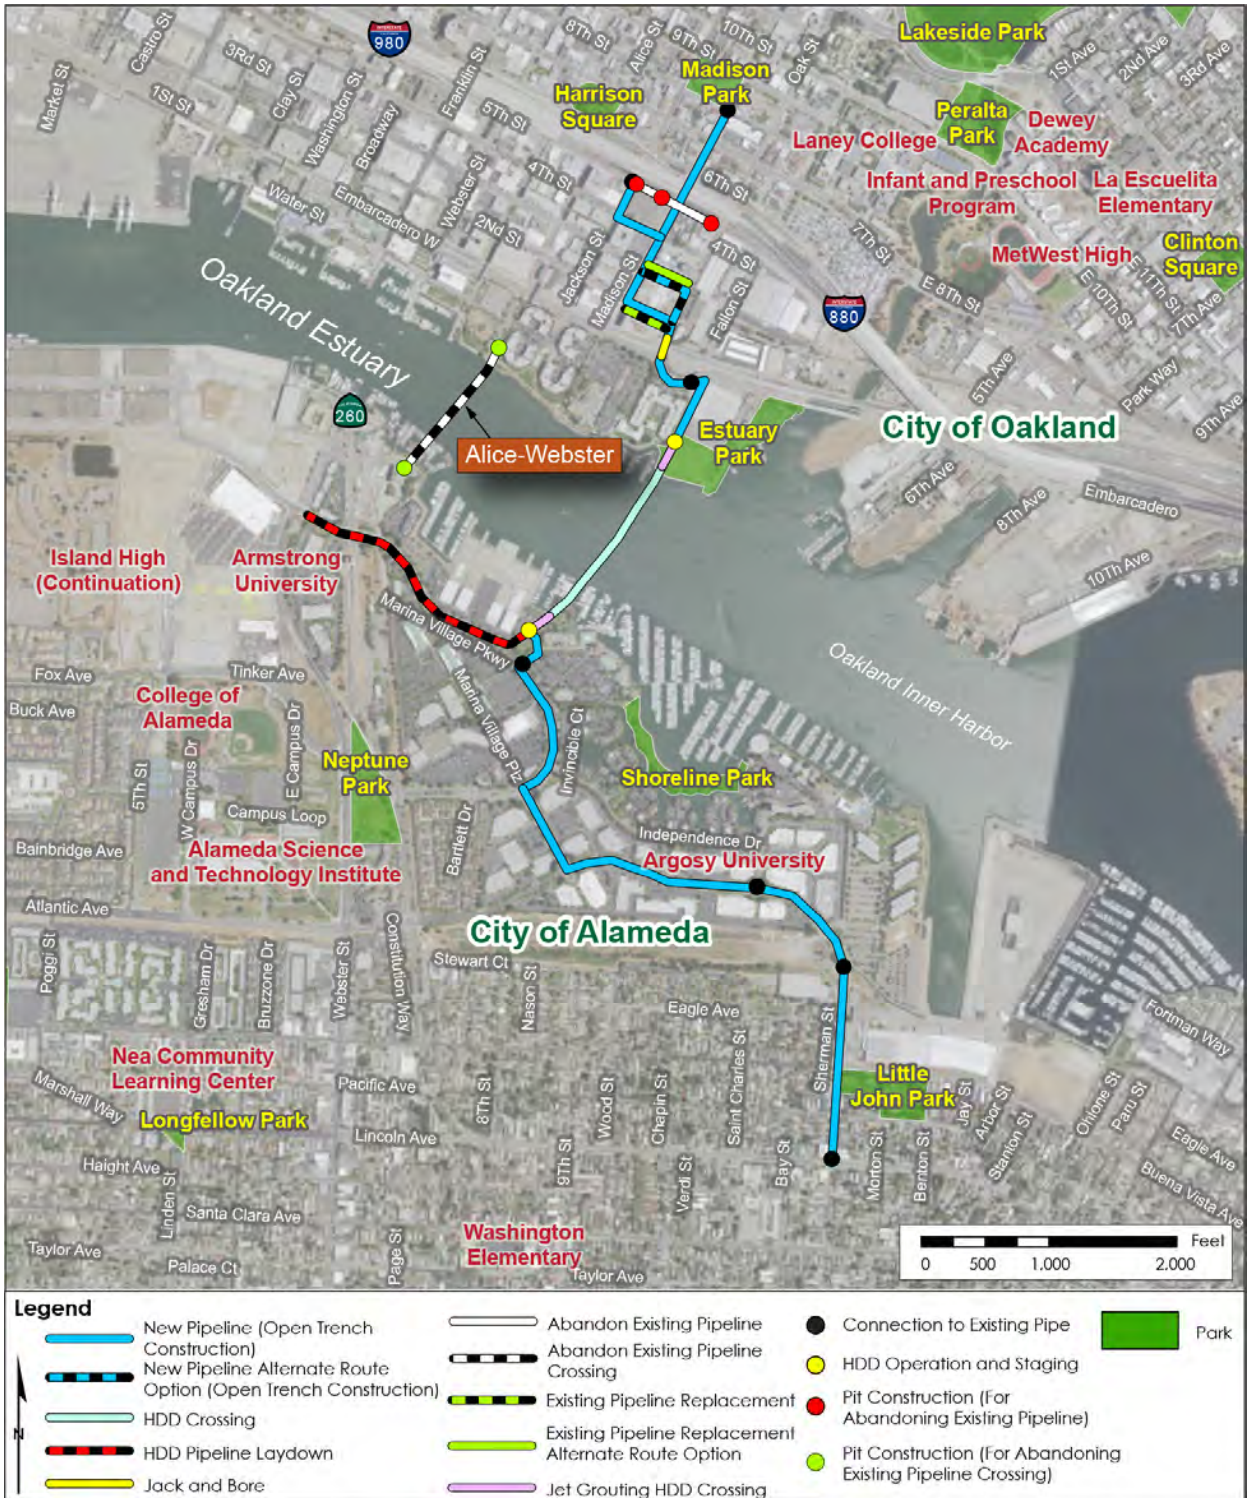 INTERSTATE
980
8Th St
Alice St
9Th St
10Th St
Oak St
Lakeside Park
1St Ave
2Nd Ave
3Rd Ave
Castro St
3Rd St
Market St
1St St
Clay St
Washington St
Broadway
Franklin St
5Th St
Harrison
Square
Madison
Park
Peralta
Park
Dewey
Academy
Laney College
Infant and Preschool
Program
La Escuelita
Elementary
MetWest High
Clinton
Square
4Th St
6Th St
7Th St
4Th St
Webster St
2Nd St
Water St
Embarcadero W
Jackson St
Madison St
Fallon St
E 8Th St
E 10Th St
E 11Th St
7Th Ave
INTERSTATE
880
5Th Ave
Park Way
9Th Ave
Oakland Estuary
260
Alice-Webster
Estuary
Park
City of Oakland
6Th Ave
8Th Ave
Embarcadero
10Th Ave
Island High
(Continuation)
Armstrong
University
Marina Village Pkwy
Marina Village Plz
Oakland Inner Harbor
Fox Ave
Tinker Ave
Buck Ave
College of
Alameda
5Th St
W Campus Dr
E Campus Dr
Campus Loop
Neptune
Park
Invincible Ct
Shoreline Park
Bartlett Dr
Independence Dr
Argosy University
Bainbridge Ave
Alameda Science
and Technology Institute
Atlantic Ave
City of Alameda
Poggi St
Gresham Dr
Bruzzone Dr
Webster St
Constitution Way
Stewart Ct
Nason St
Eagle Ave
Sherman St
Fortman Way
Nea Community
Learning Center
Marshall Way
Longfellow Park
Pacific Ave
Lincoln Ave
8Th St
9Th St
Wood St
Chapin St
Saint Charles St
Verdi St
Bay St
Little
John Park
Morton St
Benton St
Jay St
Arbor St
Stanton St
Ohlone St
Paru St
Eagle Ave
Buena Vista Ave
Haight Ave
Linden St
Santa Clara Ave
Taylor Ave
Palace Ct
Page St
Washington
Elementary
Taylor Ave
Feet
0 500 1,000 2,000
Legend
N
New Pipeline (Open Trench
Construction)
New Pipeline Alternate Route
Option (Open Trench Construction)
HDD Crossing
HDD Pipeline Laydown
Jack and Bore
Abandon Existing Pipeline
Abandon Existing Pipeline
Crossing
Existing Pipeline Replacement
Existing Pipeline Replacement
Alternate Route Option
Jet Grouting HDD Crossing
Connection to Existing Pipe
HDD Operation and Staging
Pit Construction (For
Abandoning Existing Pipeline)
Pit Construction (For Abandoning
Existing Pipeline Crossing)
Park